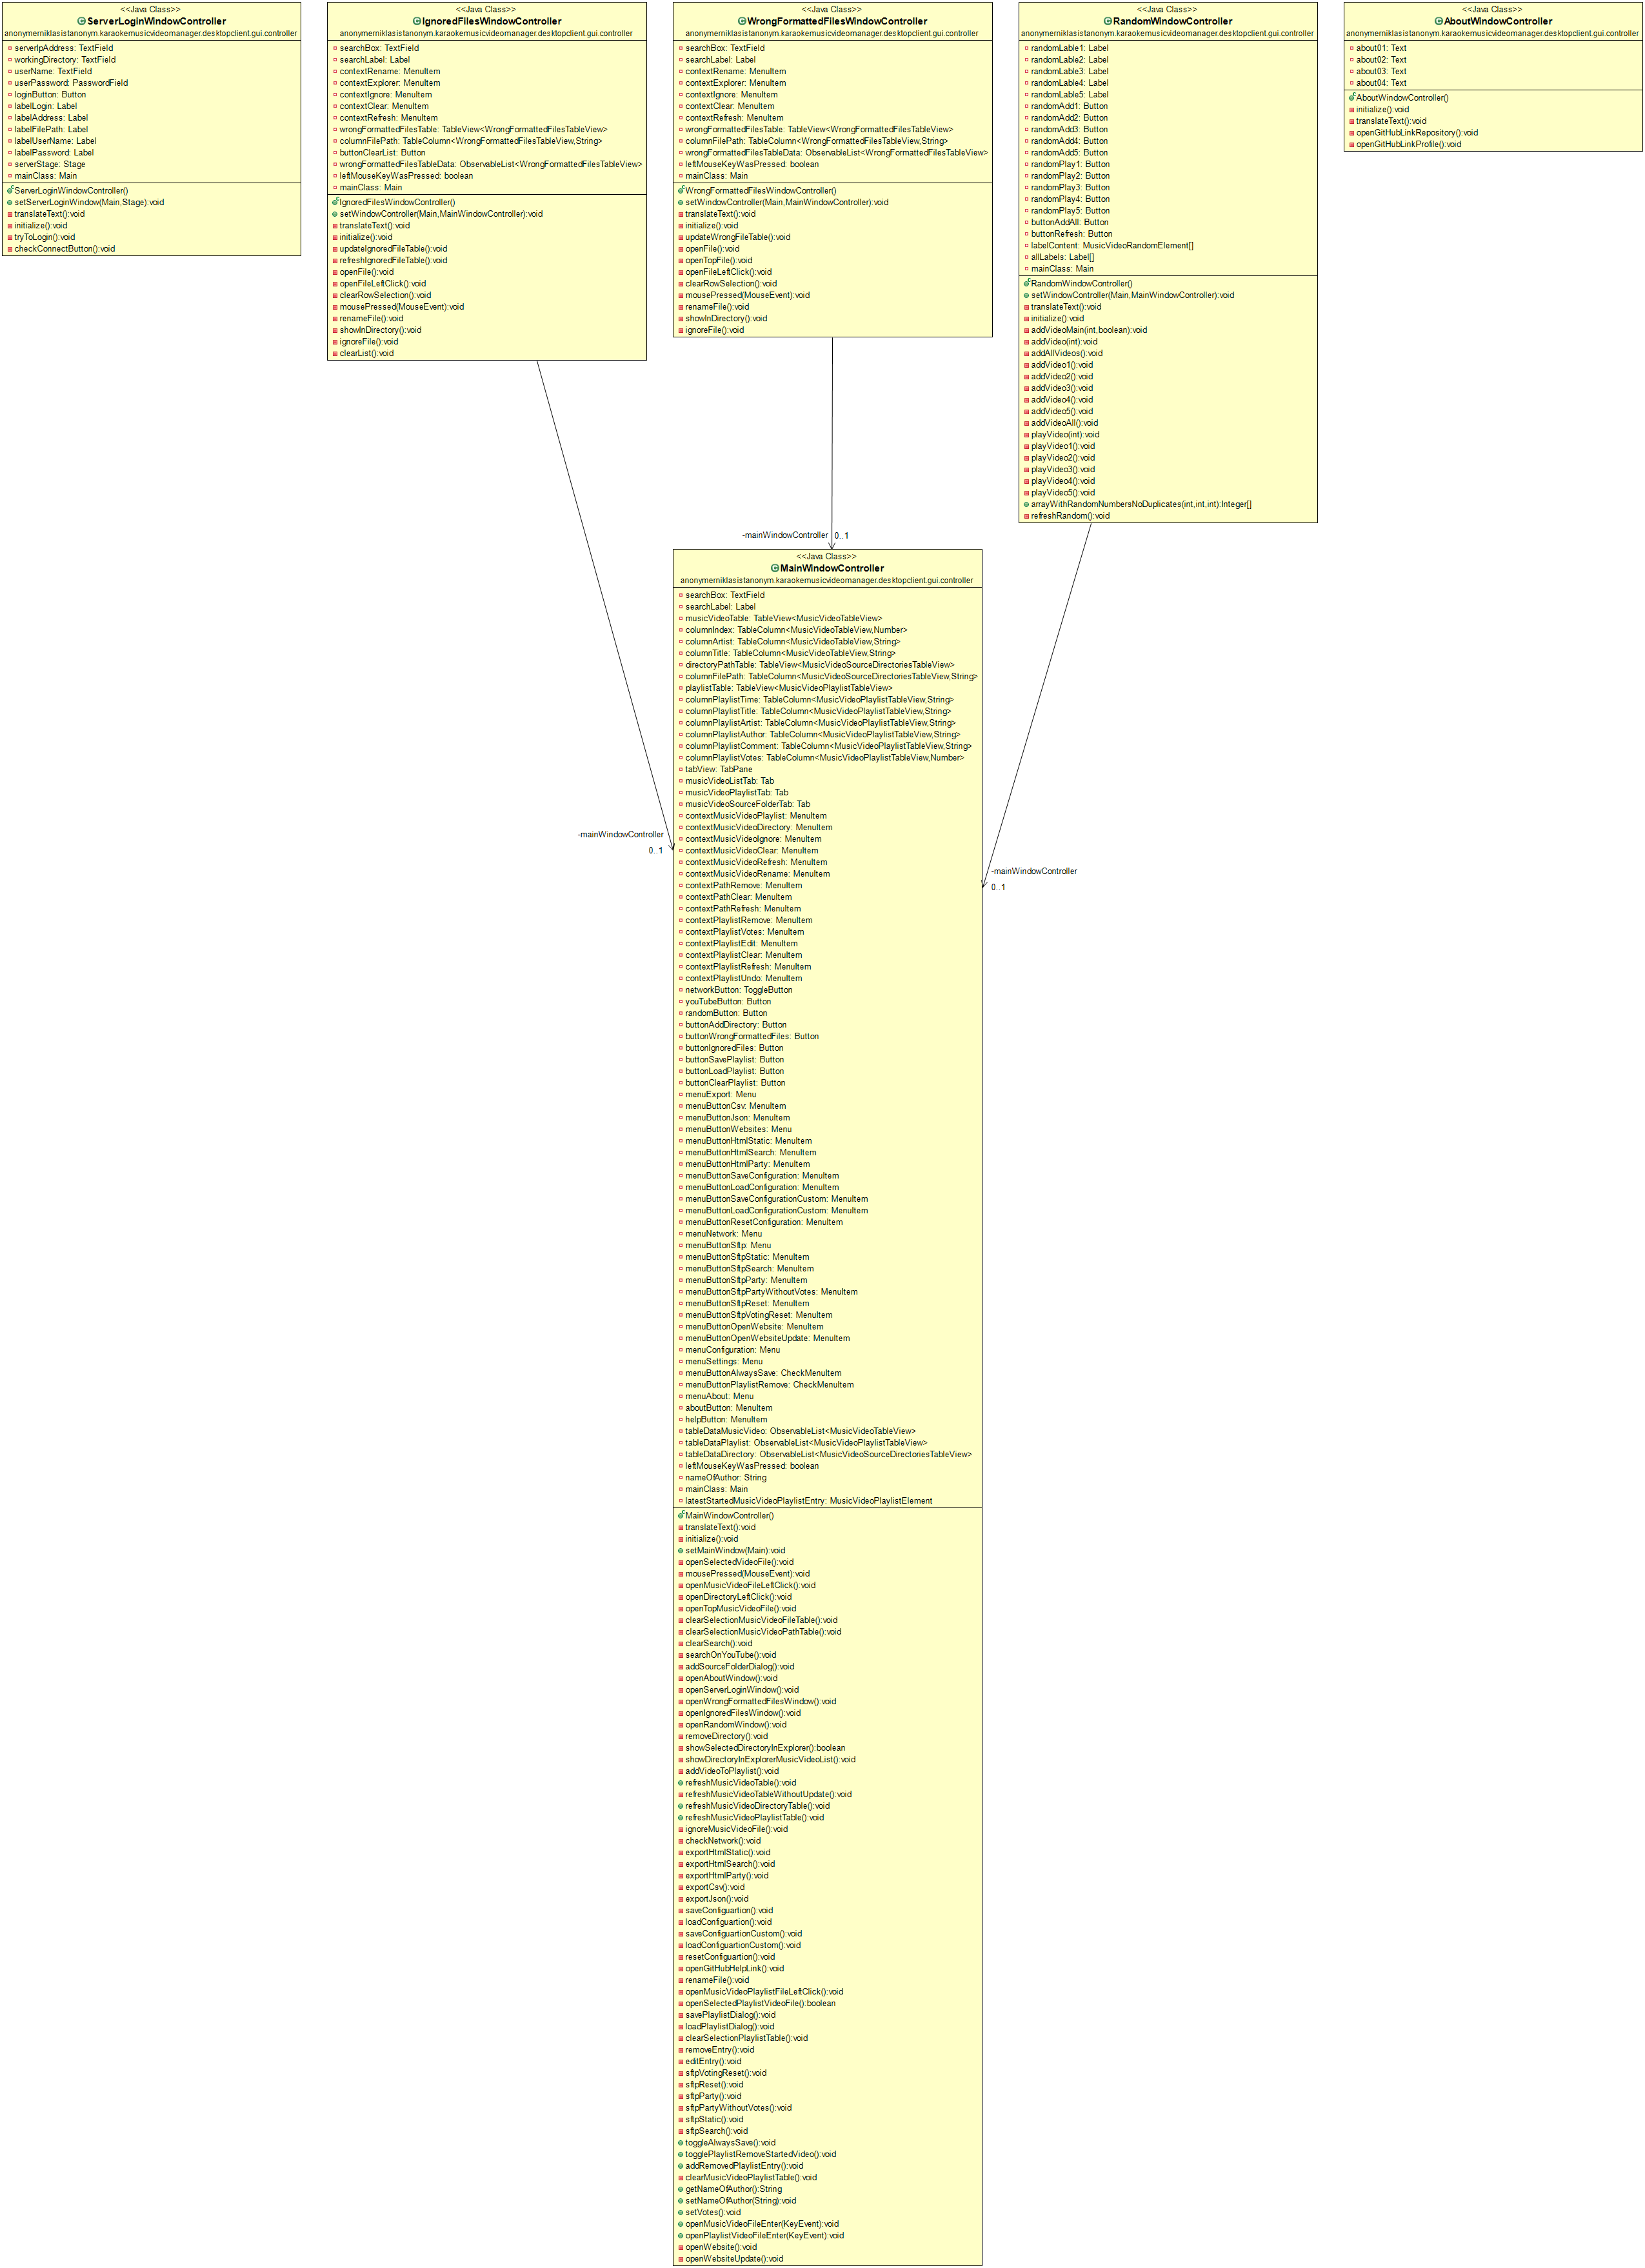 <<Java Class>>
ServerLoginWindowController
anonymerniklasistanonym.karaokemusicvideomanager.desktopclient.gui.controller
serverIpAddress: TextField
workingDirectory: TextField
userName: TextField
userPassword: PasswordField
loginButton: Button
labelLogin: Label
labelAddress: Label
labelFilePath: Label
labelUserName: Label
labelPassword: Label
serverStage: Stage
mainClass: Main
ServerLoginWindowController()
setServerLoginWindow(Main,Stage):void
translateText():void
initialize():void
tryToLogin():void
checkConnectButton():void
<<Java Class>>
IgnoredFilesWindowController
anonymerniklasistanonym.karaokemusicvideomanager.desktopclient.gui.controller
searchBox: TextField
searchLabel: Label
contextRename: MenuItem
contextExplorer: MenuItem
contextIgnore: MenuItem
contextClear: MenuItem
contextRefresh: MenuItem
wrongFormattedFilesTable: TableView<WrongFormattedFilesTableView>
columnFilePath: TableColumn<WrongFormattedFilesTableView,String>
buttonClearList: Button
wrongFormattedFilesTableData: ObservableList<WrongFormattedFilesTableView>
leftMouseKeyWasPressed: boolean
mainClass: Main
IgnoredFilesWindowController()
setWindowController(Main,MainWindowController):void
translateText():void
initialize():void
updateIgnoredFileTable():void
refreshIgnoredFileTable():void
openFile():void
openFileLeftClick():void
clearRowSelection():void
mousePressed(MouseEvent):void
renameFile():void
showInDirectory():void
ignoreFile():void
clearList():void
<<Java Class>>
WrongFormattedFilesWindowController
anonymerniklasistanonym.karaokemusicvideomanager.desktopclient.gui.controller
searchBox: TextField
searchLabel: Label
contextRename: MenuItem
contextExplorer: MenuItem
contextIgnore: MenuItem
contextClear: MenuItem
contextRefresh: MenuItem
wrongFormattedFilesTable: TableView<WrongFormattedFilesTableView>
columnFilePath: TableColumn<WrongFormattedFilesTableView,String>
wrongFormattedFilesTableData: ObservableList<WrongFormattedFilesTableView>
leftMouseKeyWasPressed: boolean
mainClass: Main
WrongFormattedFilesWindowController()
setWindowController(Main,MainWindowController):void
translateText():void
initialize():void
updateWrongFileTable():void
openFile():void
openTopFile():void
openFileLeftClick():void
clearRowSelection():void
mousePressed(MouseEvent):void
renameFile():void
showInDirectory():void
ignoreFile():void
<<Java Class>>
RandomWindowController
anonymerniklasistanonym.karaokemusicvideomanager.desktopclient.gui.controller
randomLable1: Label
randomLable2: Label
randomLable3: Label
randomLable4: Label
randomLable5: Label
randomAdd1: Button
randomAdd2: Button
randomAdd3: Button
randomAdd4: Button
randomAdd5: Button
randomPlay1: Button
randomPlay2: Button
randomPlay3: Button
randomPlay4: Button
randomPlay5: Button
buttonAddAll: Button
buttonRefresh: Button
labelContent: MusicVideoRandomElement[]
allLabels: Label[]
mainClass: Main
RandomWindowController()
setWindowController(Main,MainWindowController):void
translateText():void
initialize():void
addVideoMain(int,boolean):void
addVideo(int):void
addAllVideos():void
addVideo1():void
addVideo2():void
addVideo3():void
addVideo4():void
addVideo5():void
addVideoAll():void
playVideo(int):void
playVideo1():void
playVideo2():void
playVideo3():void
playVideo4():void
playVideo5():void
arrayWithRandomNumbersNoDuplicates(int,int,int):Integer[]
refreshRandom():void
<<Java Class>>
AboutWindowController
anonymerniklasistanonym.karaokemusicvideomanager.desktopclient.gui.controller
about01: Text
about02: Text
about03: Text
about04: Text
AboutWindowController()
initialize():void
translateText():void
openGitHubLinkRepository():void
openGitHubLinkProfile():void
-mainWindowController 0..1
-mainWindowController
0..1
-mainWindowController
0..1
<<Java Class>>
MainWindowController
anonymerniklasistanonym.karaokemusicvideomanager.desktopclient.gui.controller
searchBox: TextField
searchLabel: Label
musicVideoTable: TableView<MusicVideoTableView>
columnIndex: TableColumn<MusicVideoTableView,Number>
columnArtist: TableColumn<MusicVideoTableView,String>
columnTitle: TableColumn<MusicVideoTableView,String>
directoryPathTable: TableView<MusicVideoSourceDirectoriesTableView>
columnFilePath: TableColumn<MusicVideoSourceDirectoriesTableView,String>
playlistTable: TableView<MusicVideoPlaylistTableView>
columnPlaylistTime: TableColumn<MusicVideoPlaylistTableView,String>
columnPlaylistTitle: TableColumn<MusicVideoPlaylistTableView,String>
columnPlaylistArtist: TableColumn<MusicVideoPlaylistTableView,String>
columnPlaylistAuthor: TableColumn<MusicVideoPlaylistTableView,String>
columnPlaylistComment: TableColumn<MusicVideoPlaylistTableView,String>
columnPlaylistVotes: TableColumn<MusicVideoPlaylistTableView,Number>
tabView: TabPane
musicVideoListTab: Tab
musicVideoPlaylistTab: Tab
musicVideoSourceFolderTab: Tab
contextMusicVideoPlaylist: MenuItem
contextMusicVideoDirectory: MenuItem
contextMusicVideoIgnore: MenuItem
contextMusicVideoClear: MenuItem
contextMusicVideoRefresh: MenuItem
contextMusicVideoRename: MenuItem
contextPathRemove: MenuItem
contextPathClear: MenuItem
contextPathRefresh: MenuItem
contextPlaylistRemove: MenuItem
contextPlaylistVotes: MenuItem
contextPlaylistEdit: MenuItem
contextPlaylistClear: MenuItem
contextPlaylistRefresh: MenuItem
contextPlaylistUndo: MenuItem
networkButton: ToggleButton
youTubeButton: Button
randomButton: Button
buttonAddDirectory: Button
buttonWrongFormattedFiles: Button
buttonIgnoredFiles: Button
buttonSavePlaylist: Button
buttonLoadPlaylist: Button
buttonClearPlaylist: Button
menuExport: Menu
menuButtonCsv: MenuItem
menuButtonJson: MenuItem
menuButtonWebsites: Menu
menuButtonHtmlStatic: MenuItem
menuButtonHtmlSearch: MenuItem
menuButtonHtmlParty: MenuItem
menuButtonSaveConfiguration: MenuItem
menuButtonLoadConfiguration: MenuItem
menuButtonSaveConfigurationCustom: MenuItem
menuButtonLoadConfigurationCustom: MenuItem
menuButtonResetConfiguration: MenuItem
menuNetwork: Menu
menuButtonSftp: Menu
menuButtonSftpStatic: MenuItem
menuButtonSftpSearch: MenuItem
menuButtonSftpParty: MenuItem
menuButtonSftpPartyWithoutVotes: MenuItem
menuButtonSftpReset: MenuItem
menuButtonSftpVotingReset: MenuItem
menuButtonOpenWebsite: MenuItem
menuButtonOpenWebsiteUpdate: MenuItem
menuConfiguration: Menu
menuSettings: Menu
menuButtonAlwaysSave: CheckMenuItem
menuButtonPlaylistRemove: CheckMenuItem
menuAbout: Menu
aboutButton: MenuItem
helpButton: MenuItem
tableDataMusicVideo: ObservableList<MusicVideoTableView>
tableDataPlaylist: ObservableList<MusicVideoPlaylistTableView>
tableDataDirectory: ObservableList<MusicVideoSourceDirectoriesTableView>
leftMouseKeyWasPressed: boolean
nameOfAuthor: String
mainClass: Main
latestStartedMusicVideoPlaylistEntry: MusicVideoPlaylistElement
MainWindowController()
translateText():void
initialize():void
setMainWindow(Main):void
openSelectedVideoFile():void
mousePressed(MouseEvent):void
openMusicVideoFileLeftClick():void
openDirectoryLeftClick():void
openTopMusicVideoFile():void
clearSelectionMusicVideoFileTable():void
clearSelectionMusicVideoPathTable():void
clearSearch():void
searchOnYouTube():void
addSourceFolderDialog():void
openAboutWindow():void
openServerLoginWindow():void
openWrongFormattedFilesWindow():void
openIgnoredFilesWindow():void
openRandomWindow():void
removeDirectory():void
showSelectedDirectoryInExplorer():boolean
showDirectoryInExplorerMusicVideoList():void
addVideoToPlaylist():void
refreshMusicVideoTable():void
refreshMusicVideoTableWithoutUpdate():void
refreshMusicVideoDirectoryTable():void
refreshMusicVideoPlaylistTable():void
ignoreMusicVideoFile():void
checkNetwork():void
exportHtmlStatic():void
exportHtmlSearch():void
exportHtmlParty():void
exportCsv():void
exportJson():void
saveConfiguartion():void
loadConfiguartion():void
saveConfiguartionCustom():void
loadConfiguartionCustom():void
resetConfiguartion():void
openGitHubHelpLink():void
renameFile():void
openMusicVideoPlaylistFileLeftClick():void
openSelectedPlaylistVideoFile():boolean
savePlaylistDialog():void
loadPlaylistDialog():void
clearSelectionPlaylistTable():void
removeEntry():void
editEntry():void
sftpVotingReset():void
sftpReset():void
sftpParty():void
sftpPartyWithoutVotes():void
sftpStatic():void
sftpSearch():void
toggleAlwaysSave():void
togglePlaylistRemoveStartedVideo():void
addRemovedPlaylistEntry():void
clearMusicVideoPlaylistTable():void
getNameOfAuthor():String
setNameOfAuthor(String):void
setVotes():void
openMusicVideoFileEnter(KeyEvent):void
openPlaylistVideoFileEnter(KeyEvent):void
openWebsite():void
openWebsiteUpdate():void